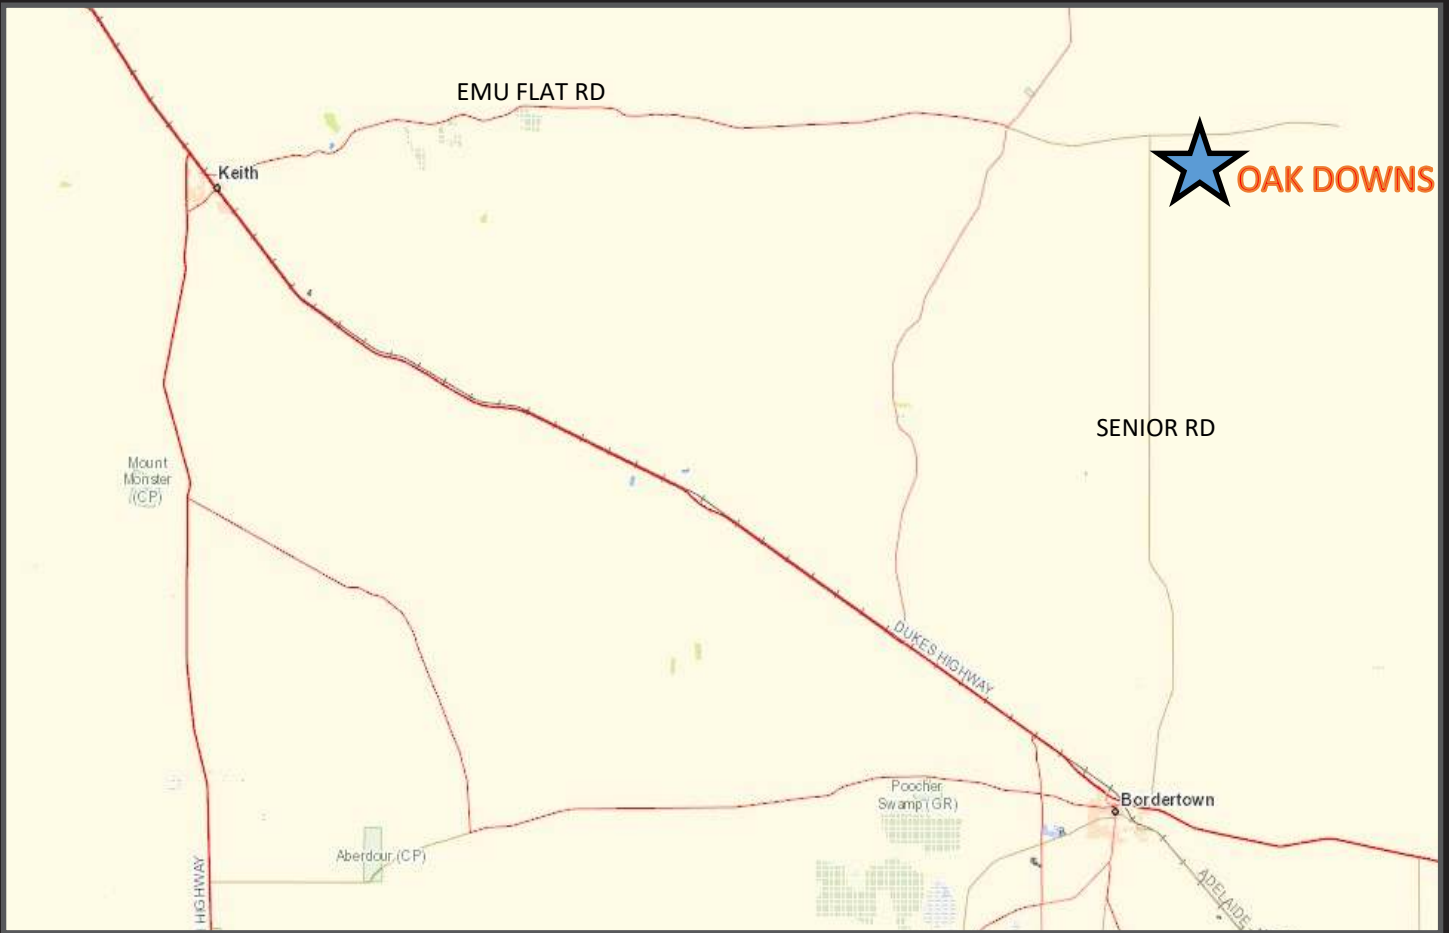 EMU FLAT RD
Keith
OAK DOWNS
4
SENIOR RD
Mount
Monster
(CP)
DUKES HIGHWAY
Poocher
Swamp (GR)
Bordertown
Aberdour (CP)
HIGHWAY
ADELAIDE